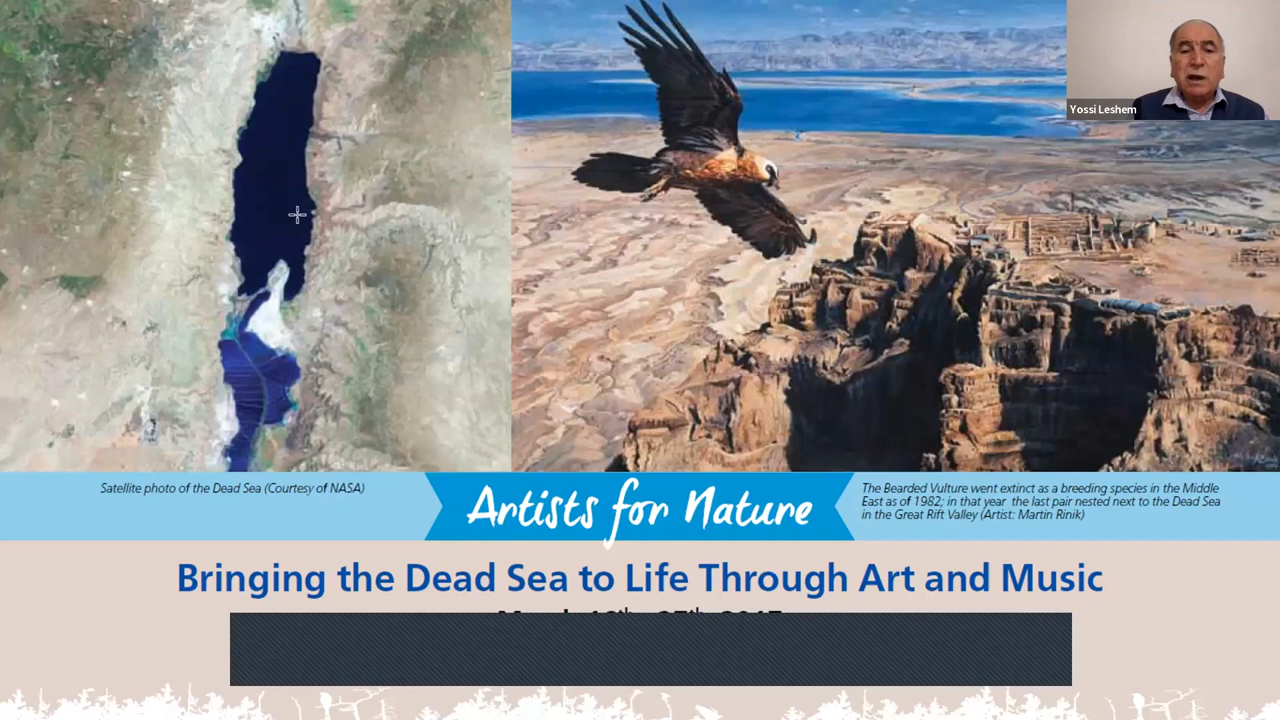 Yossi Leshem
Satellite photo of the Dead Sea (Courtesy of NASA)
Artists for Nature
The Bearded Vulture went extinct as a breeding species in the Middle
East as of 1982; in that year the last pair nested next to the Dead Sea
in the Great Rift Valley (Artist: Martin Rinik)
Bringing the Dead Sea to Life Through Art and Music